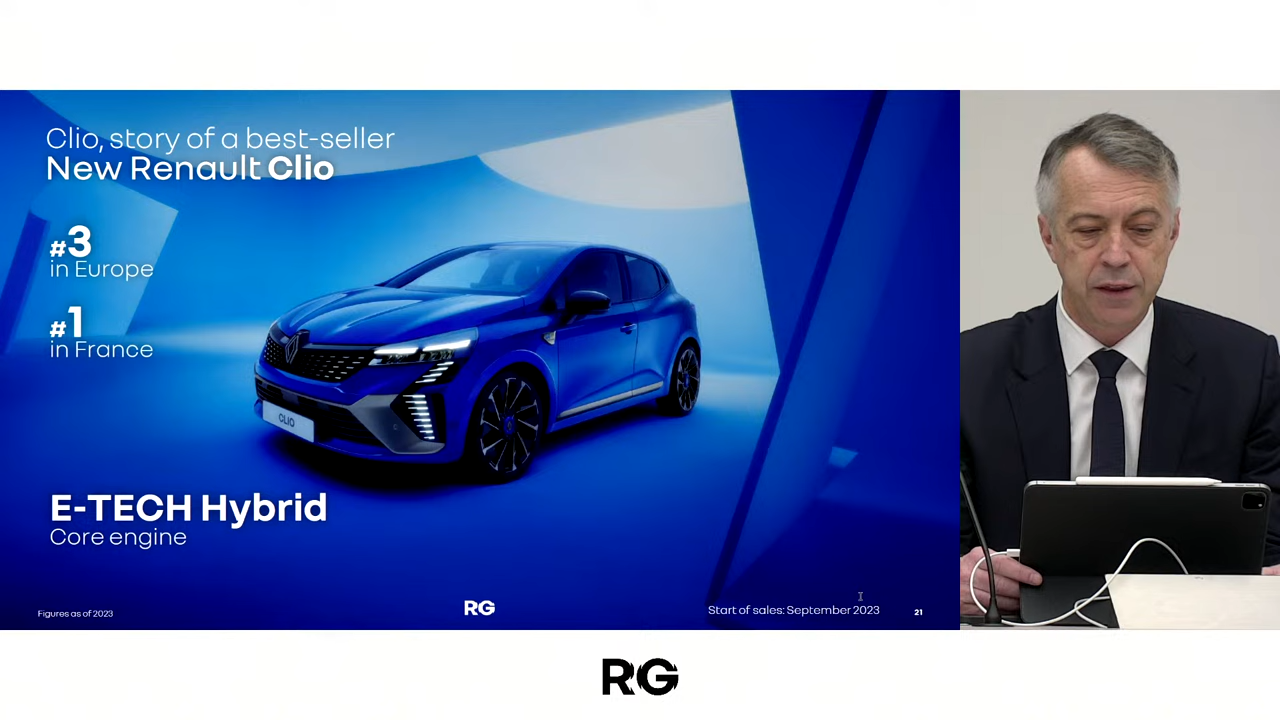 Clio, story of a best-seller
New Renault Clio
#3
in Europe
#1
in France
CLIO
E-TECH Hybrid
Core engine
Figures as of 2023
RG
Start of sales: September 2023
21
RG